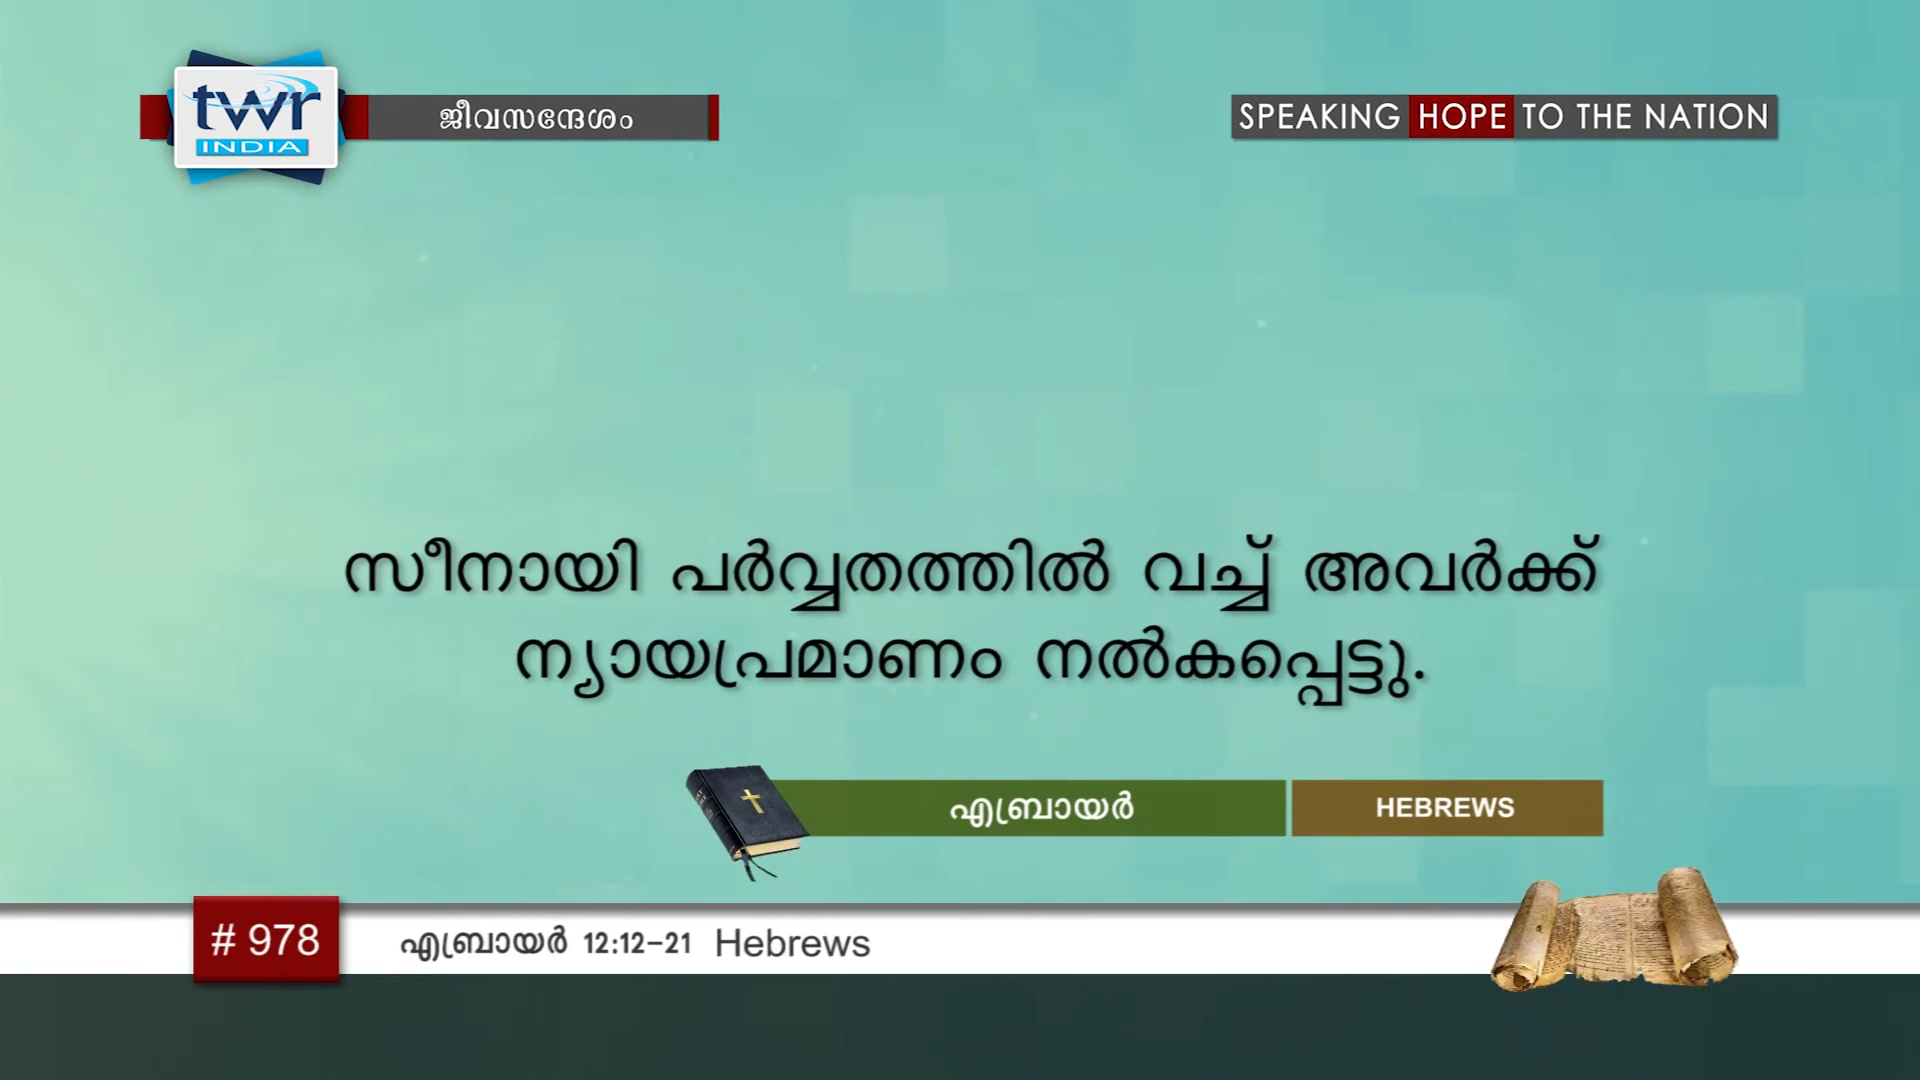 twr
INDIA
ജീവസന്ദേശം
SPEAKING HOPE TO THE NATION
സീനായി പർവ്വതത്തിൽ വച്ച് അവർക്ക്
ന്യായപ്രമാണം നൽകപ്പെട്ടു.
എബ്രായർ
HEBREWS
# 978
എബ്രായർ 12:12-21 Hebrews